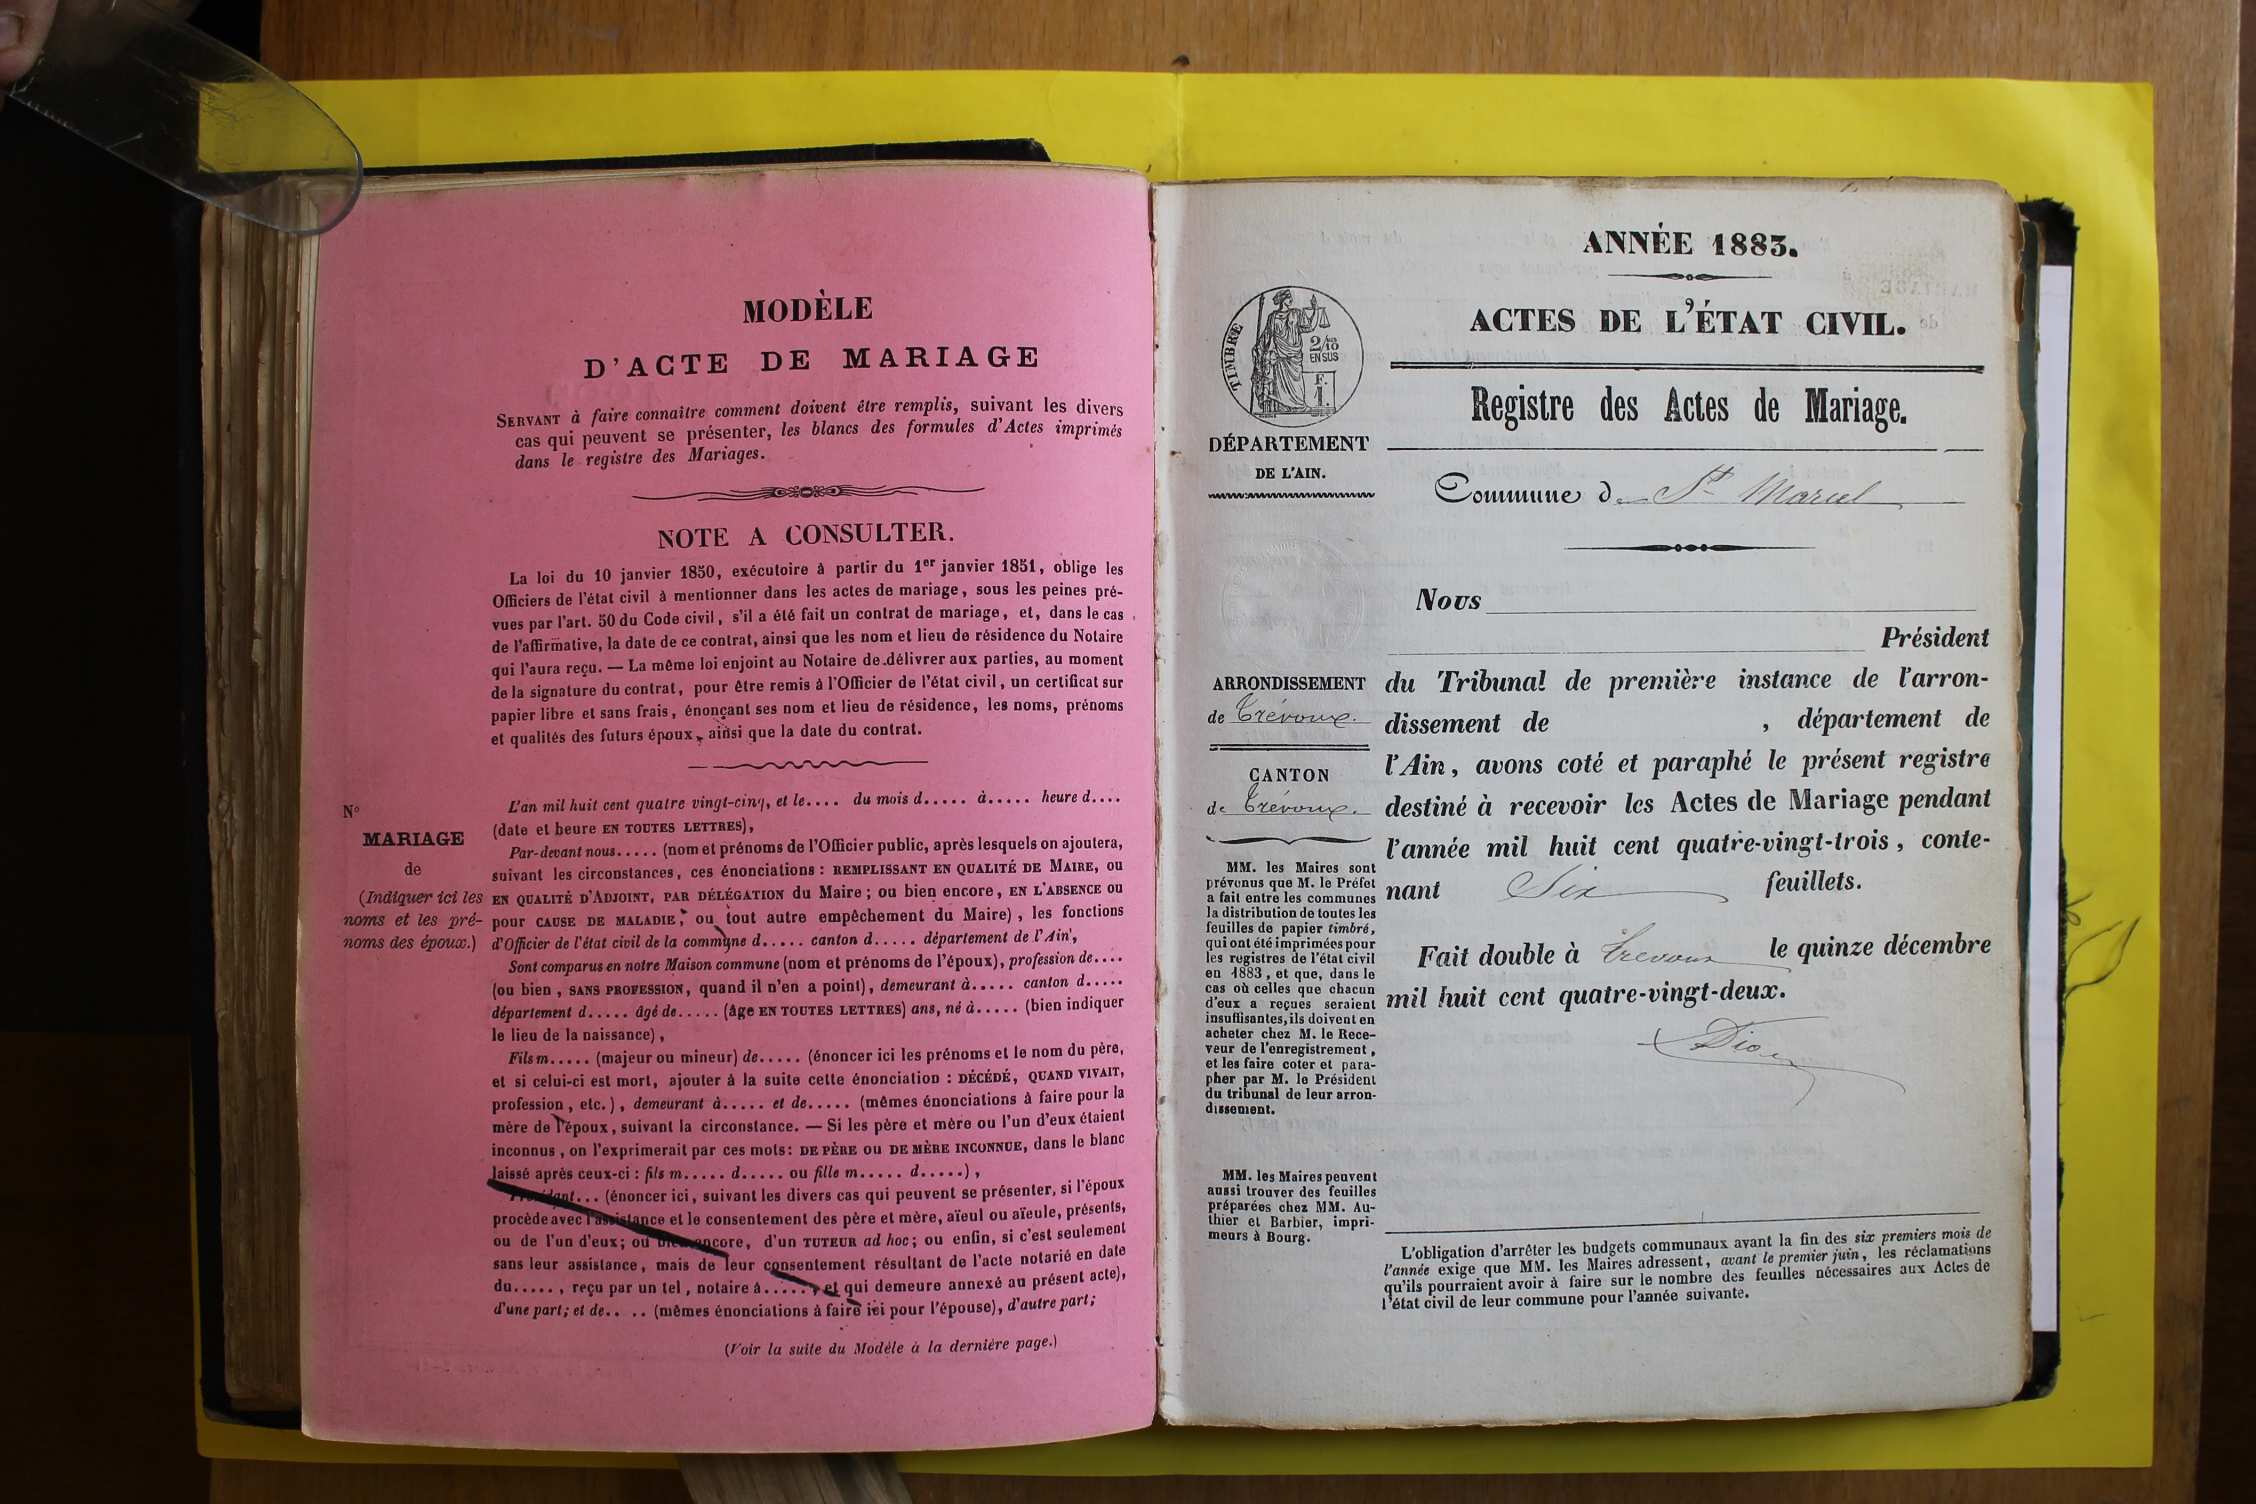 MODÈLE
D'ACTE DE MARIAGE
SERVANT à faire connaître comment doivent être remplis, suivant les divers
cas qui peuvent se présenter, les blancs des formules d'Actes imprimés
dans le registre des Mariages.
NOTE A CONSULTER.
La loi du 10 janvier 1850, exécutoire à partir du 1er janvier 1851, oblige les
Officiers de l'état civil à mentionner dans les actes de mariage, sous les peines pré-
vues par l'art. 50 du Code civil, s'il a été fait un contrat de mariage, et, dans le cas
de l'affirmative, la date de ce contrat, ainsi que les nom et lieu de résidence du Notaire
qui l'aura reçu. — La même loi enjoint au Notaire de délivrer aux parties, au moment
de la signature du contrat, pour être remis à l'Officier de l'état civil, un certificat sur
papier libre et sans frais, énonçant ses nom et lieu de résidence, les noms, prénoms
et qualités des futurs époux, ainsi que la date du contrat.
N°
MARIAGE
de
(Indiquer ici les
noms et les pré-
noms des époux.)
L'an mil huit cent quatre vingt-cinq, et le.... du mois d..... à..... heure d....
(date et heure EN TOUTES LETTRES),
Par-devant nous..... (nom et prénoms de l'Officier public, après lesquels on ajoutera,
suivant les circonstances, ces énonciations : REMPLISSANT EN QUALITÉ DE MAIRE, ou
EN QUALITÉ D'ADJOINT, PAR DÉLÉGATION du Maire ; ou bien encore, EN L'ABSENCE ou
pour CAUSE DE MALADIE, ou tout autre empêchement du Maire), les fonctions
d'Officier de l'état civil de la commune d..... canton d..... département de l'Ain,
Sont comparus en notre Maison commune (nom et prénoms de l'époux), profession de....
(ou bien, SANS PROFESSION, quand il n'en a point), demeurant à..... canton d.....
département d..... âgé de..... (âge EN TOUTES LETTRES) ans, né à..... (bien indiquer
le lieu de la naissance),
Fils m..... (majeur ou mineur) de..... (énoncer ici les prénoms et le nom du père,
et si celui-ci est mort, ajouter à la suite cette énonciation : DÉCÉDÉ, QUAND VIVAIT,
profession, etc.), demeurant à..... et de..... (mêmes énonciations à faire pour la
mère de l'époux, suivant la circonstance. — Si les père et mère ou l'un d'eux étaient
inconnus, on l'exprimerait par ces mots : DE PÈRE OU DE MÈRE INCONNUE, dans le blanc
laissé après ceux-ci : fils m..... d..... ou fille m..... d.....),
Procédant... (énoncer ici, suivant les divers cas qui peuvent se présenter, si l'époux
procède avec l'assistance et le consentement des père et mère, aïeul ou aïeule, présents,
ou de l'un d'eux ; ou bien encore, d'un TUTEUR ad hoc ; ou enfin, si c'est seulement
sans leur assistance, mais de leur consentement résultant de l'acte notarié en date
du....., reçu par un tel, notaire à....., et qui demeure annexé au présent acte),
d'une part ; et de.. .. (mêmes énonciations à faire ici pour l'épouse), d'autre part ;
(Voir la suite du Modèle à la dernière page.)
ANNÉE 1883.
TIMBRE
2/10
EN SUS
F.
1.
ACTES DE L'ÉTAT CIVIL.
Registre des Actes de Mariage.
DÉPARTEMENT
DE L'AIN.
Commune de St Marcel
Nous
Président
du Tribunal de première instance de l'arron-
dissement de , département de
l'Ain, avons coté et paraphé le présent registre
destiné à recevoir les Actes de Mariage pendant
l'année mil huit cent quatre-vingt-trois, conte-
nant Six feuillets.
Fait double à Trévoux le quinze décembre
mil huit cent quatre-vingt-deux.
ARRONDISSEMENT
de Trévoux.
CANTON
de Trévoux.
MM. les Maires sont
prévenus que M. le Préfet
a fait entre les communes
la distribution de toutes les
feuilles de papier timbré,
qui ont été imprimées pour
les registres de l'état civil
en 1883, et que, dans le
cas où celles que chacun
d'eux a reçues seraient
insuffisantes, ils doivent en
acheter chez M. le Rece-
veur de l'enregistrement,
et les faire coter et para-
pher par M. le Président
du tribunal de leur arron-
dissement.
MM. les Maires peuvent
aussi trouver des feuilles
préparées chez MM. Au-
thier et Barbier, impri-
meurs à Bourg.
L'obligation d'arrêter les budgets communaux avant la fin des six premiers mois de
l'année exige que MM. les Maires adressent, avant le premier juin, les réclamations
qu'ils pourraient avoir à faire sur le nombre des feuilles nécessaires aux Actes de
l'état civil de leur commune pour l'année suivante.